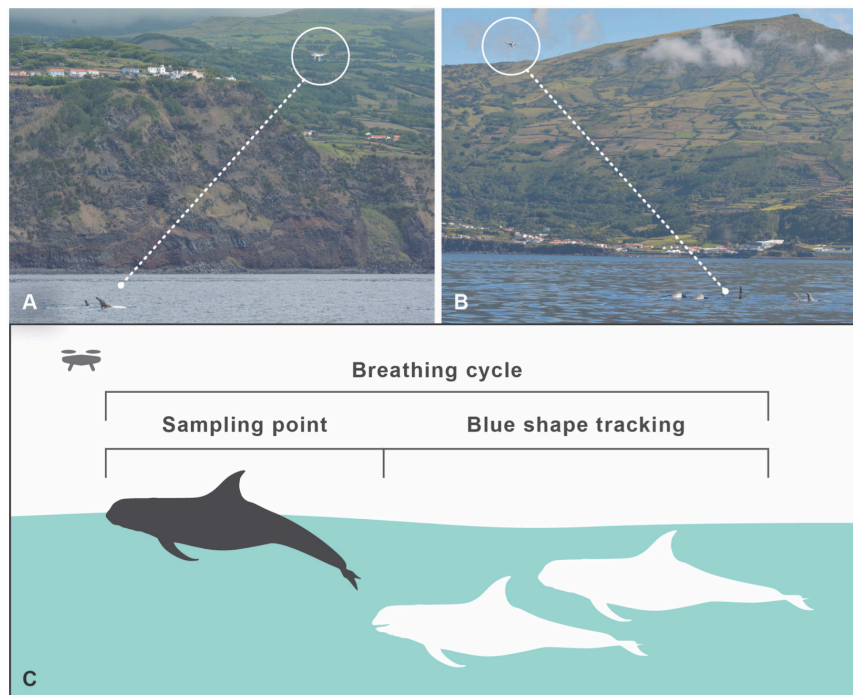 A
B
Breathing cycle
Sampling point
Blue shape tracking
C